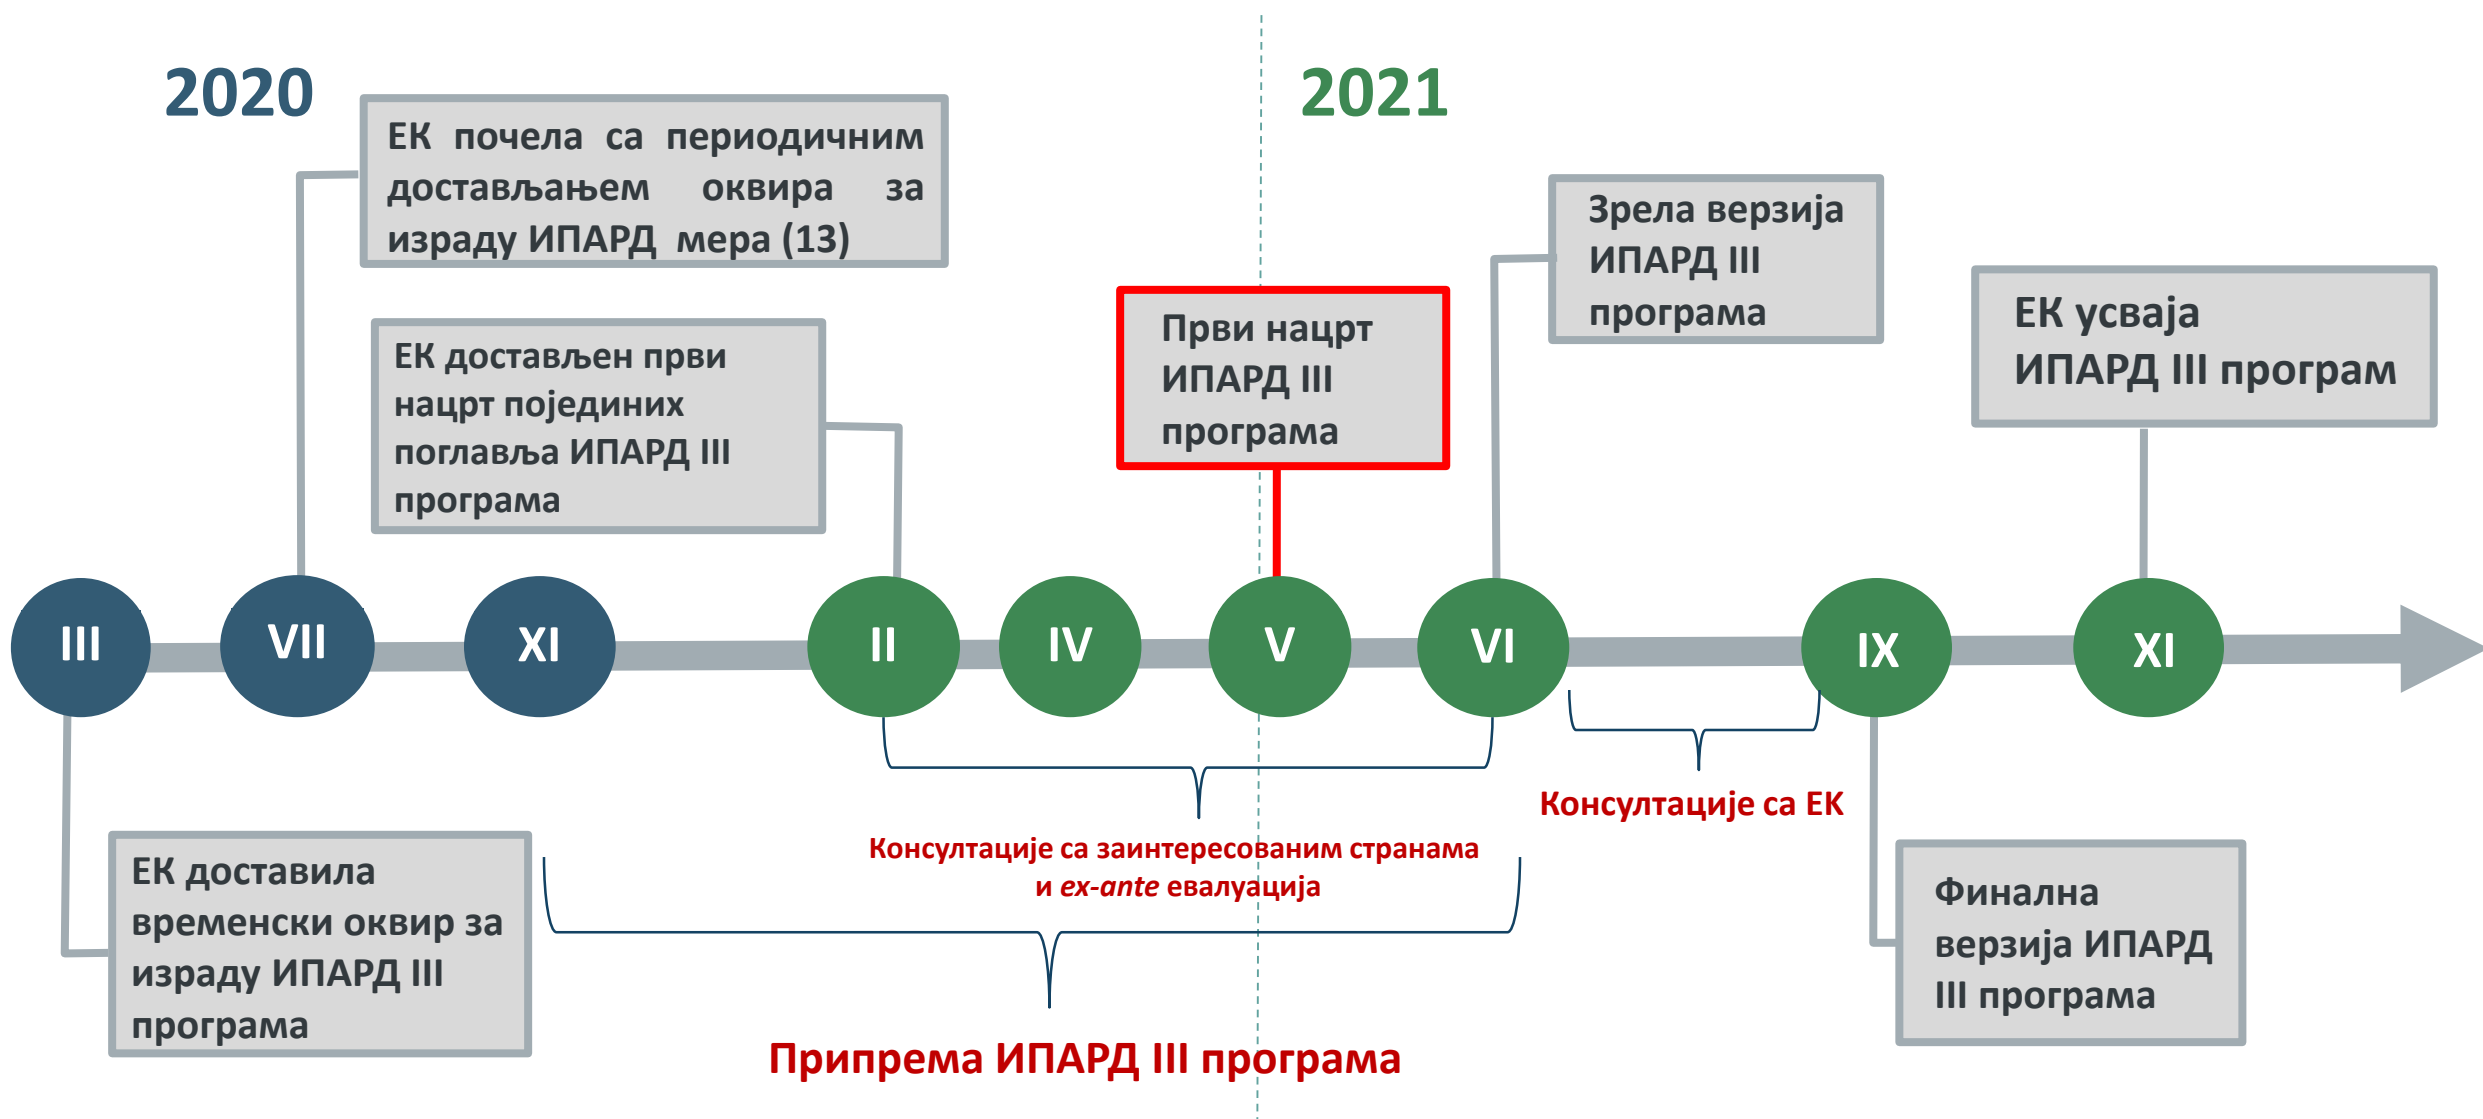 2020
2021
ЕК почела са периодичним
достављањем оквира за
израду ИПАРД мера (13)
ЕК достављен први
нацрт појединих
поглавља ИПАРД III
програма
Први нацрт
ИПАРД III
програма
Зрела верзија
ИПАРД III
програма
ЕК усваја
ИПАРД III програм
III
VII
XI
II
IV
V
VI
IX
XI
Консултације са ЕК
Консултације са заинтересованим странама
и ex-ante евалуација
ЕК доставила
временски оквир за
израду ИПАРД III
програма
Финална
верзија ИПАРД
III програма
Припрема ИПАРД III програма